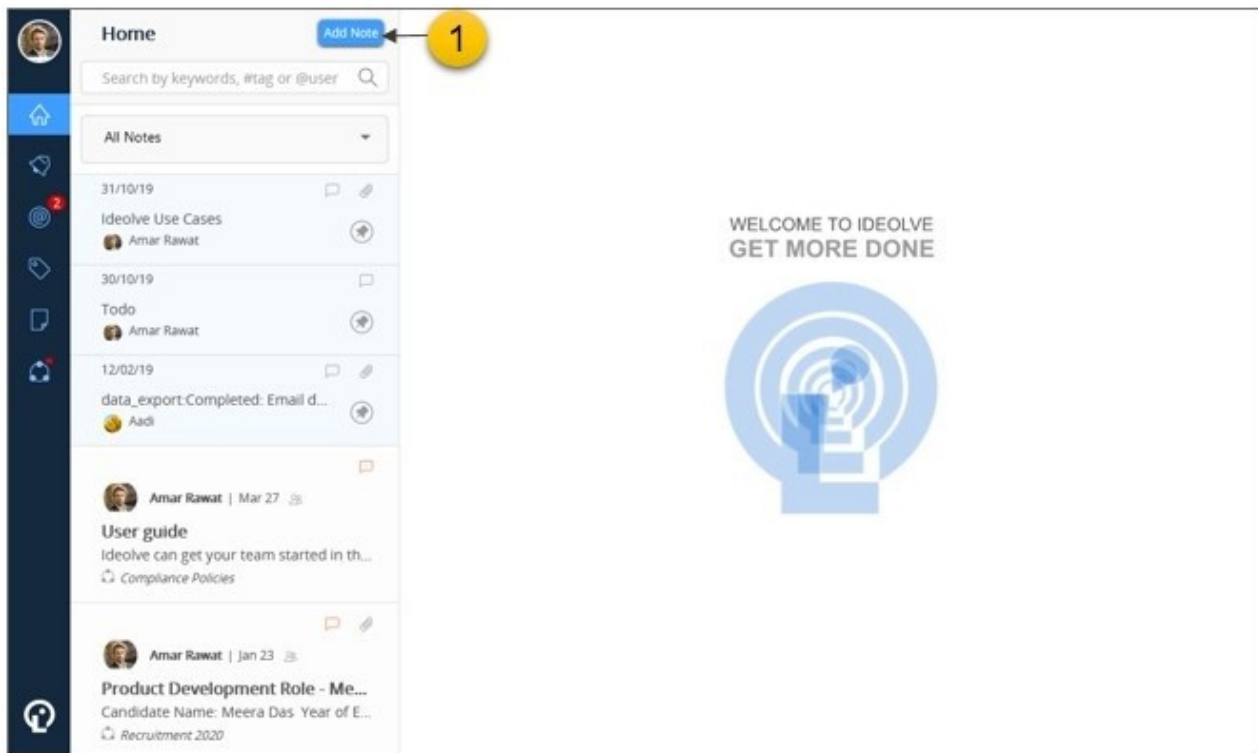 Home
Add Note
1
Search by keywords, #tag or @user
All Notes
2
31/10/19
Ideolve Use Cases
Amar Rawat
30/10/19
Todo
Amar Rawat
12/02/19
data_export:Completed: Email d...
Aadi
Amar Rawat | Mar 27
User guide
Ideolve can get your team started in th...
Compliance Policies
Amar Rawat | Jan 23
Product Development Role - Me...
Candidate Name: Meera Das Year of E...
Recruitment 2020
WELCOME TO IDEOLVE
GET MORE DONE